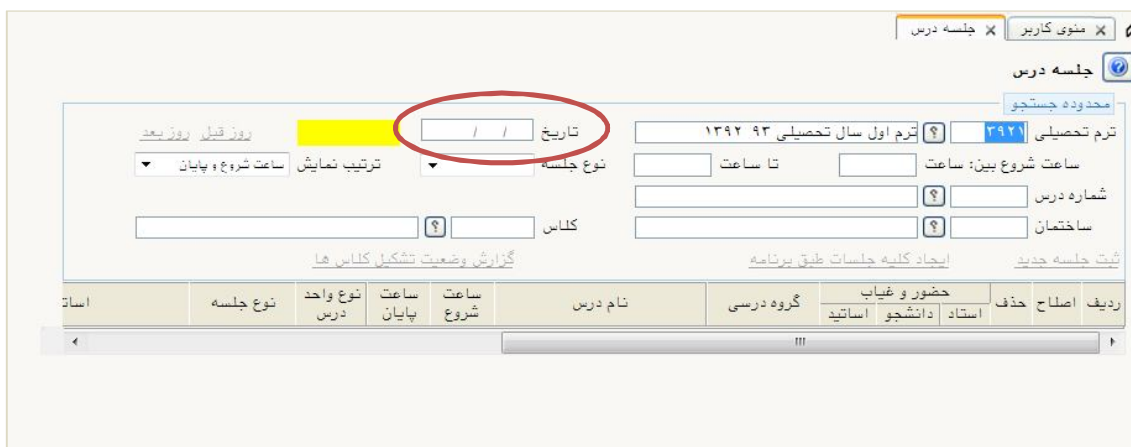 منوی کاربر جلسه درس
جلسه درس
محدوده جستجو
ترم تحصیلی ۳۹۲۱ ترم اول سال تحصیلی ۹۳ ۱۳۹۲ تاریخ / / روز قبل روز بعد
ساعت شروع بین: ساعت تا ساعت نوع جلسه ترتیب نمایش ساعت شروع و پایان
شماره درس
ساختمان کلاس
ثبت جلسه جدید ایجاد کلیه جلسات طبق برنامه گزارش وضعیت تشکیل کلاس ها
ردیف اصلاح حذف حضور و غیاب استاد دانشجو اساتید گروه درسی نام درس ساعت شروع ساعت پایان نوع واحد درس نوع جلسه